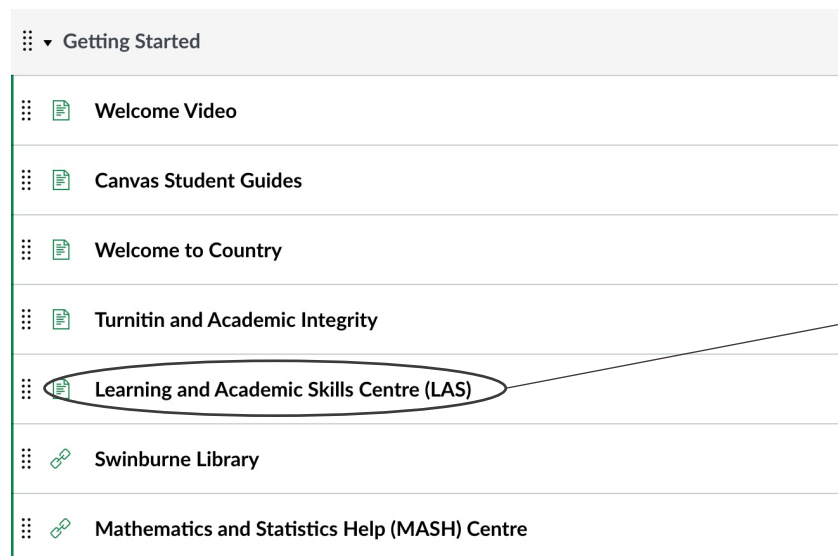 Getting Started
Welcome Video
Canvas Student Guides
Welcome to Country
Turnitin and Academic Integrity
Learning and Academic Skills Centre (LAS)
Swinburne Library
Mathematics and Statistics Help (MASH) Centre